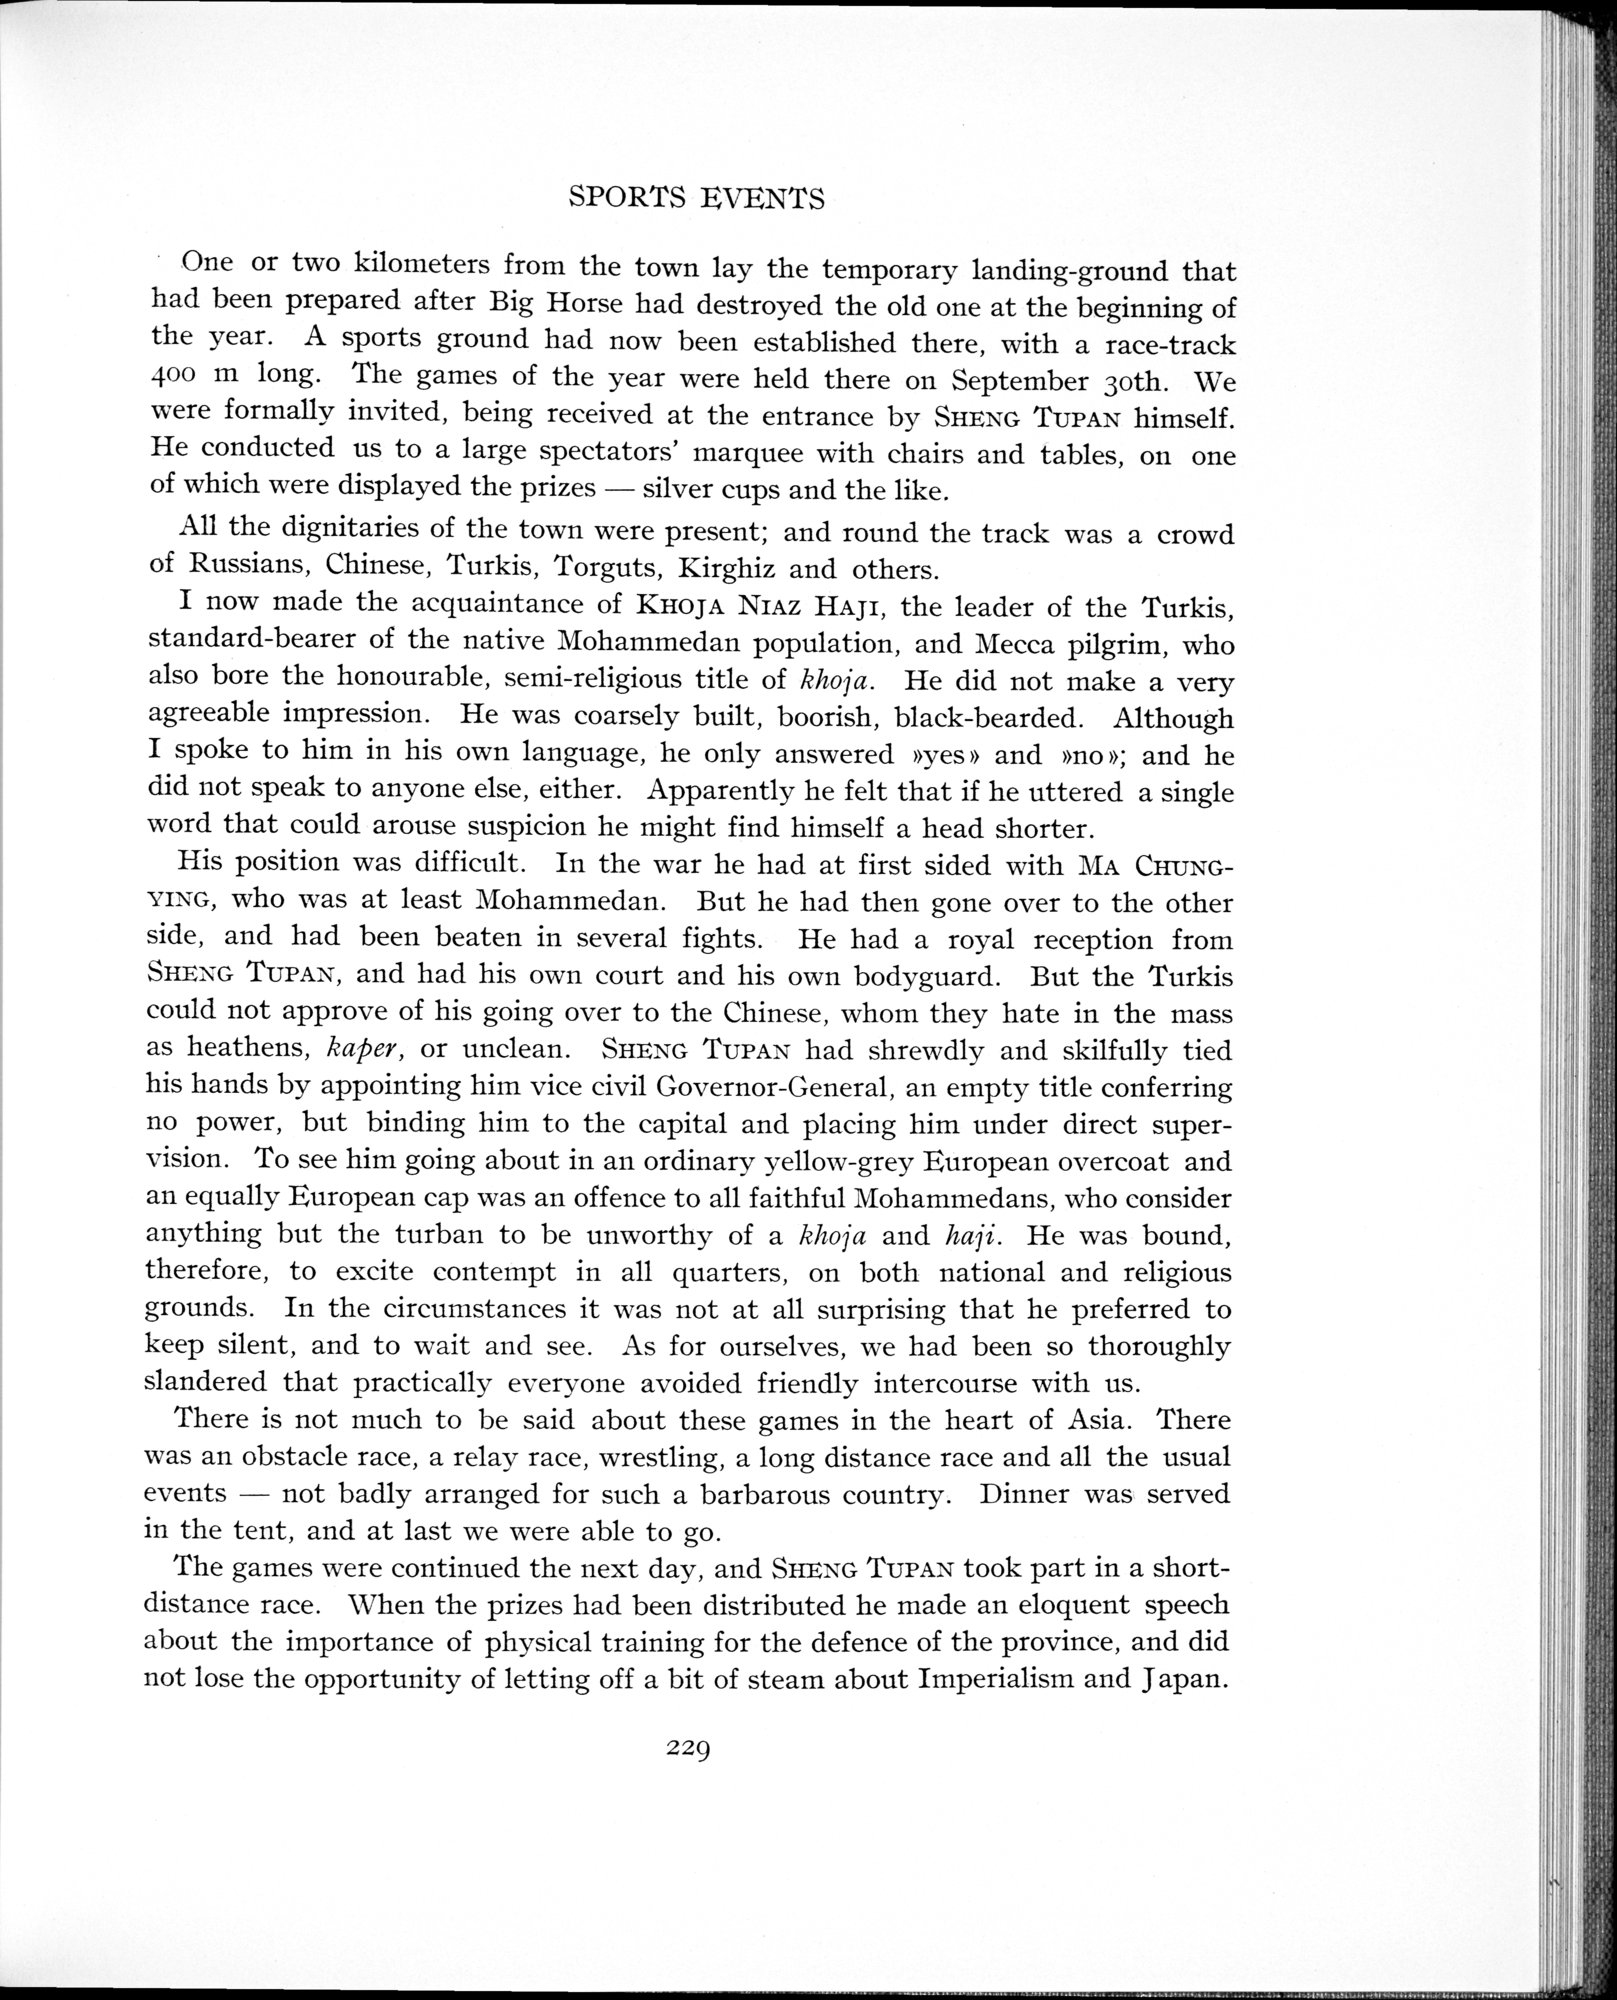 SPORTS EVENTS
One or two kilometers from the town lay the temporary landing-ground that
had been prepared after Big Horse had destroyed the old one at the beginning of
the year. A sports ground had now been established there, with a race-track
400 m long. The games of the year were held there on September 30th. We
were formally invited, being received at the entrance by SHENG TUPAN himself.
He conducted us to a large spectators' marquee with chairs and tables, on one
of which were displayed the prizes — silver cups and the like.
All the dignitaries of the town were present; and round the track was a crowd
of Russians, Chinese, Turkis, Torguts, Kirghiz and others.
I now made the acquaintance of KHOJA NIAZ HAJI, the leader of the Turkis,
standard-bearer of the native Mohammedan population, and Mecca pilgrim, who
also bore the honourable, semi-religious title of khoja. He did not make a very
agreeable impression. He was coarsely built, boorish, black-bearded. Although
I spoke to him in his own language, he only answered »yes» and »no»; and he
did not speak to anyone else, either. Apparently he felt that if he uttered a single
word that could arouse suspicion he might find himself a head shorter.
His position was difficult. In the war he had at first sided with MA CHUNG-
YING, who was at least Mohammedan. But he had then gone over to the other
side, and had been beaten in several fights. He had a royal reception from
SHENG TUPAN, and had his own court and his own bodyguard. But the Turkis
could not approve of his going over to the Chinese, whom they hate in the mass
as heathens, kaper, or unclean. SHENG TUPAN had shrewdly and skilfully tied
his hands by appointing him vice civil Governor-General, an empty title conferring
no power, but binding him to the capital and placing him under direct super-
vision. To see him going about in an ordinary yellow-grey European overcoat and
an equally European cap was an offence to all faithful Mohammedans, who consider
anything but the turban to be unworthy of a khoja and haji. He was bound,
therefore, to excite contempt in all quarters, on both national and religious
grounds. In the circumstances it was not at all surprising that he preferred to
keep silent, and to wait and see. As for ourselves, we had been so thoroughly
slandered that practically everyone avoided friendly intercourse with us.
There is not much to be said about these games in the heart of Asia. There
was an obstacle race, a relay race, wrestling, a long distance race and all the usual
events — not badly arranged for such a barbarous country. Dinner was served
in the tent, and at last we were able to go.
The games were continued the next day, and SHENG TUPAN took part in a short-
distance race. When the prizes had been distributed he made an eloquent speech
about the importance of physical training for the defence of the province, and did
not lose the opportunity of letting off a bit of steam about Imperialism and Japan.
229